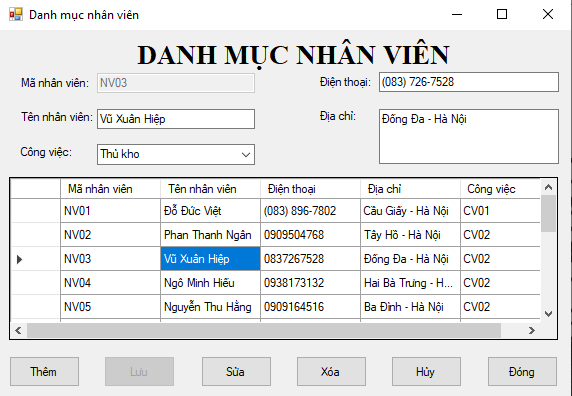 Danh mục nhân viên
DANH MỤC NHÂN VIÊN
Mã nhân viên: NV03 Điện thoại: (083) 726-7528
Tên nhân viên: Vũ Xuân Hiệp Địa chỉ: Đống Đa - Hà Nội
Công việc: Thủ kho
Mã nhân viên Tên nhân viên Điện thoại Địa chỉ Công việc
NV01 Đỗ Đức Việt (083) 896-7802 Cầu Giấy - Hà Nội CV01
NV02 Phan Thanh Ngân 0909504768 Tây Hồ - Hà Nội CV02
NV03 Vũ Xuân Hiệp 0837267528 Đống Đa - Hà Nội CV02
NV04 Ngô Minh Hiếu 0938173132 Hai Bà Trưng - H... CV02
NV05 Nguyễn Thu Hằng 0909164516 Ba Đình - Hà Nội CV02
Thêm Lưu Sửa Xóa Hủy Đóng